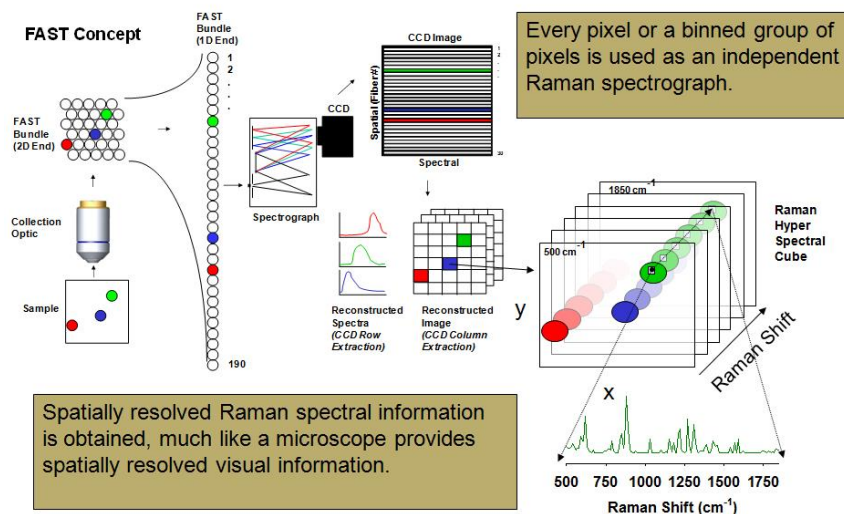 FAST Concept
FAST
Bundle
(1D End)
1
2
.
.
.
190
FAST
Bundle
(2D End)
Collection
Optic
Sample
Spectrograph
CCD
CCD Image
Spatial (Fiber#)
Spectral
1
2
.
.
.
Every pixel or a binned group of
pixels is used as an independent
Raman spectrograph.
Reconstructed
Spectra
(CCD Row
Extraction)
Reconstructed
Image
(CCD Column
Extraction)
1850 cm-1
500 cm-1
Raman
Hyper
Spectral
Cube
y
x
Raman Shift
Spatially resolved Raman spectral information
is obtained, much like a microscope provides
spatially resolved visual information.
500 750 1000 1250 1500 1750
Raman Shift (cm-1)